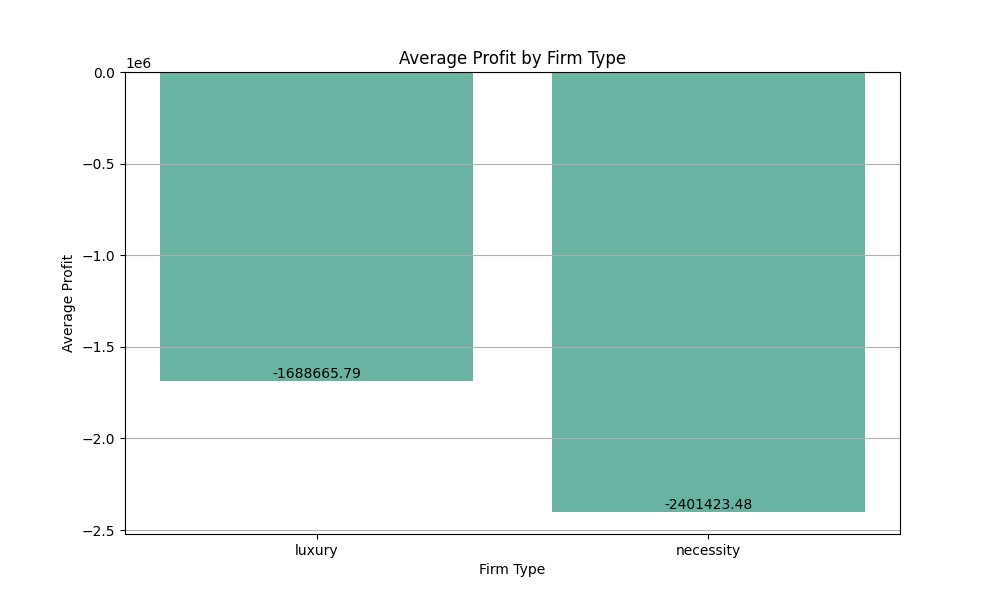 Average Profit by Firm Type
1e6
0.0
−0.5
−1.0
−1.5
−2.0
−2.5
Average Profit
-1688665.79
-2401423.48
luxury
necessity
Firm Type